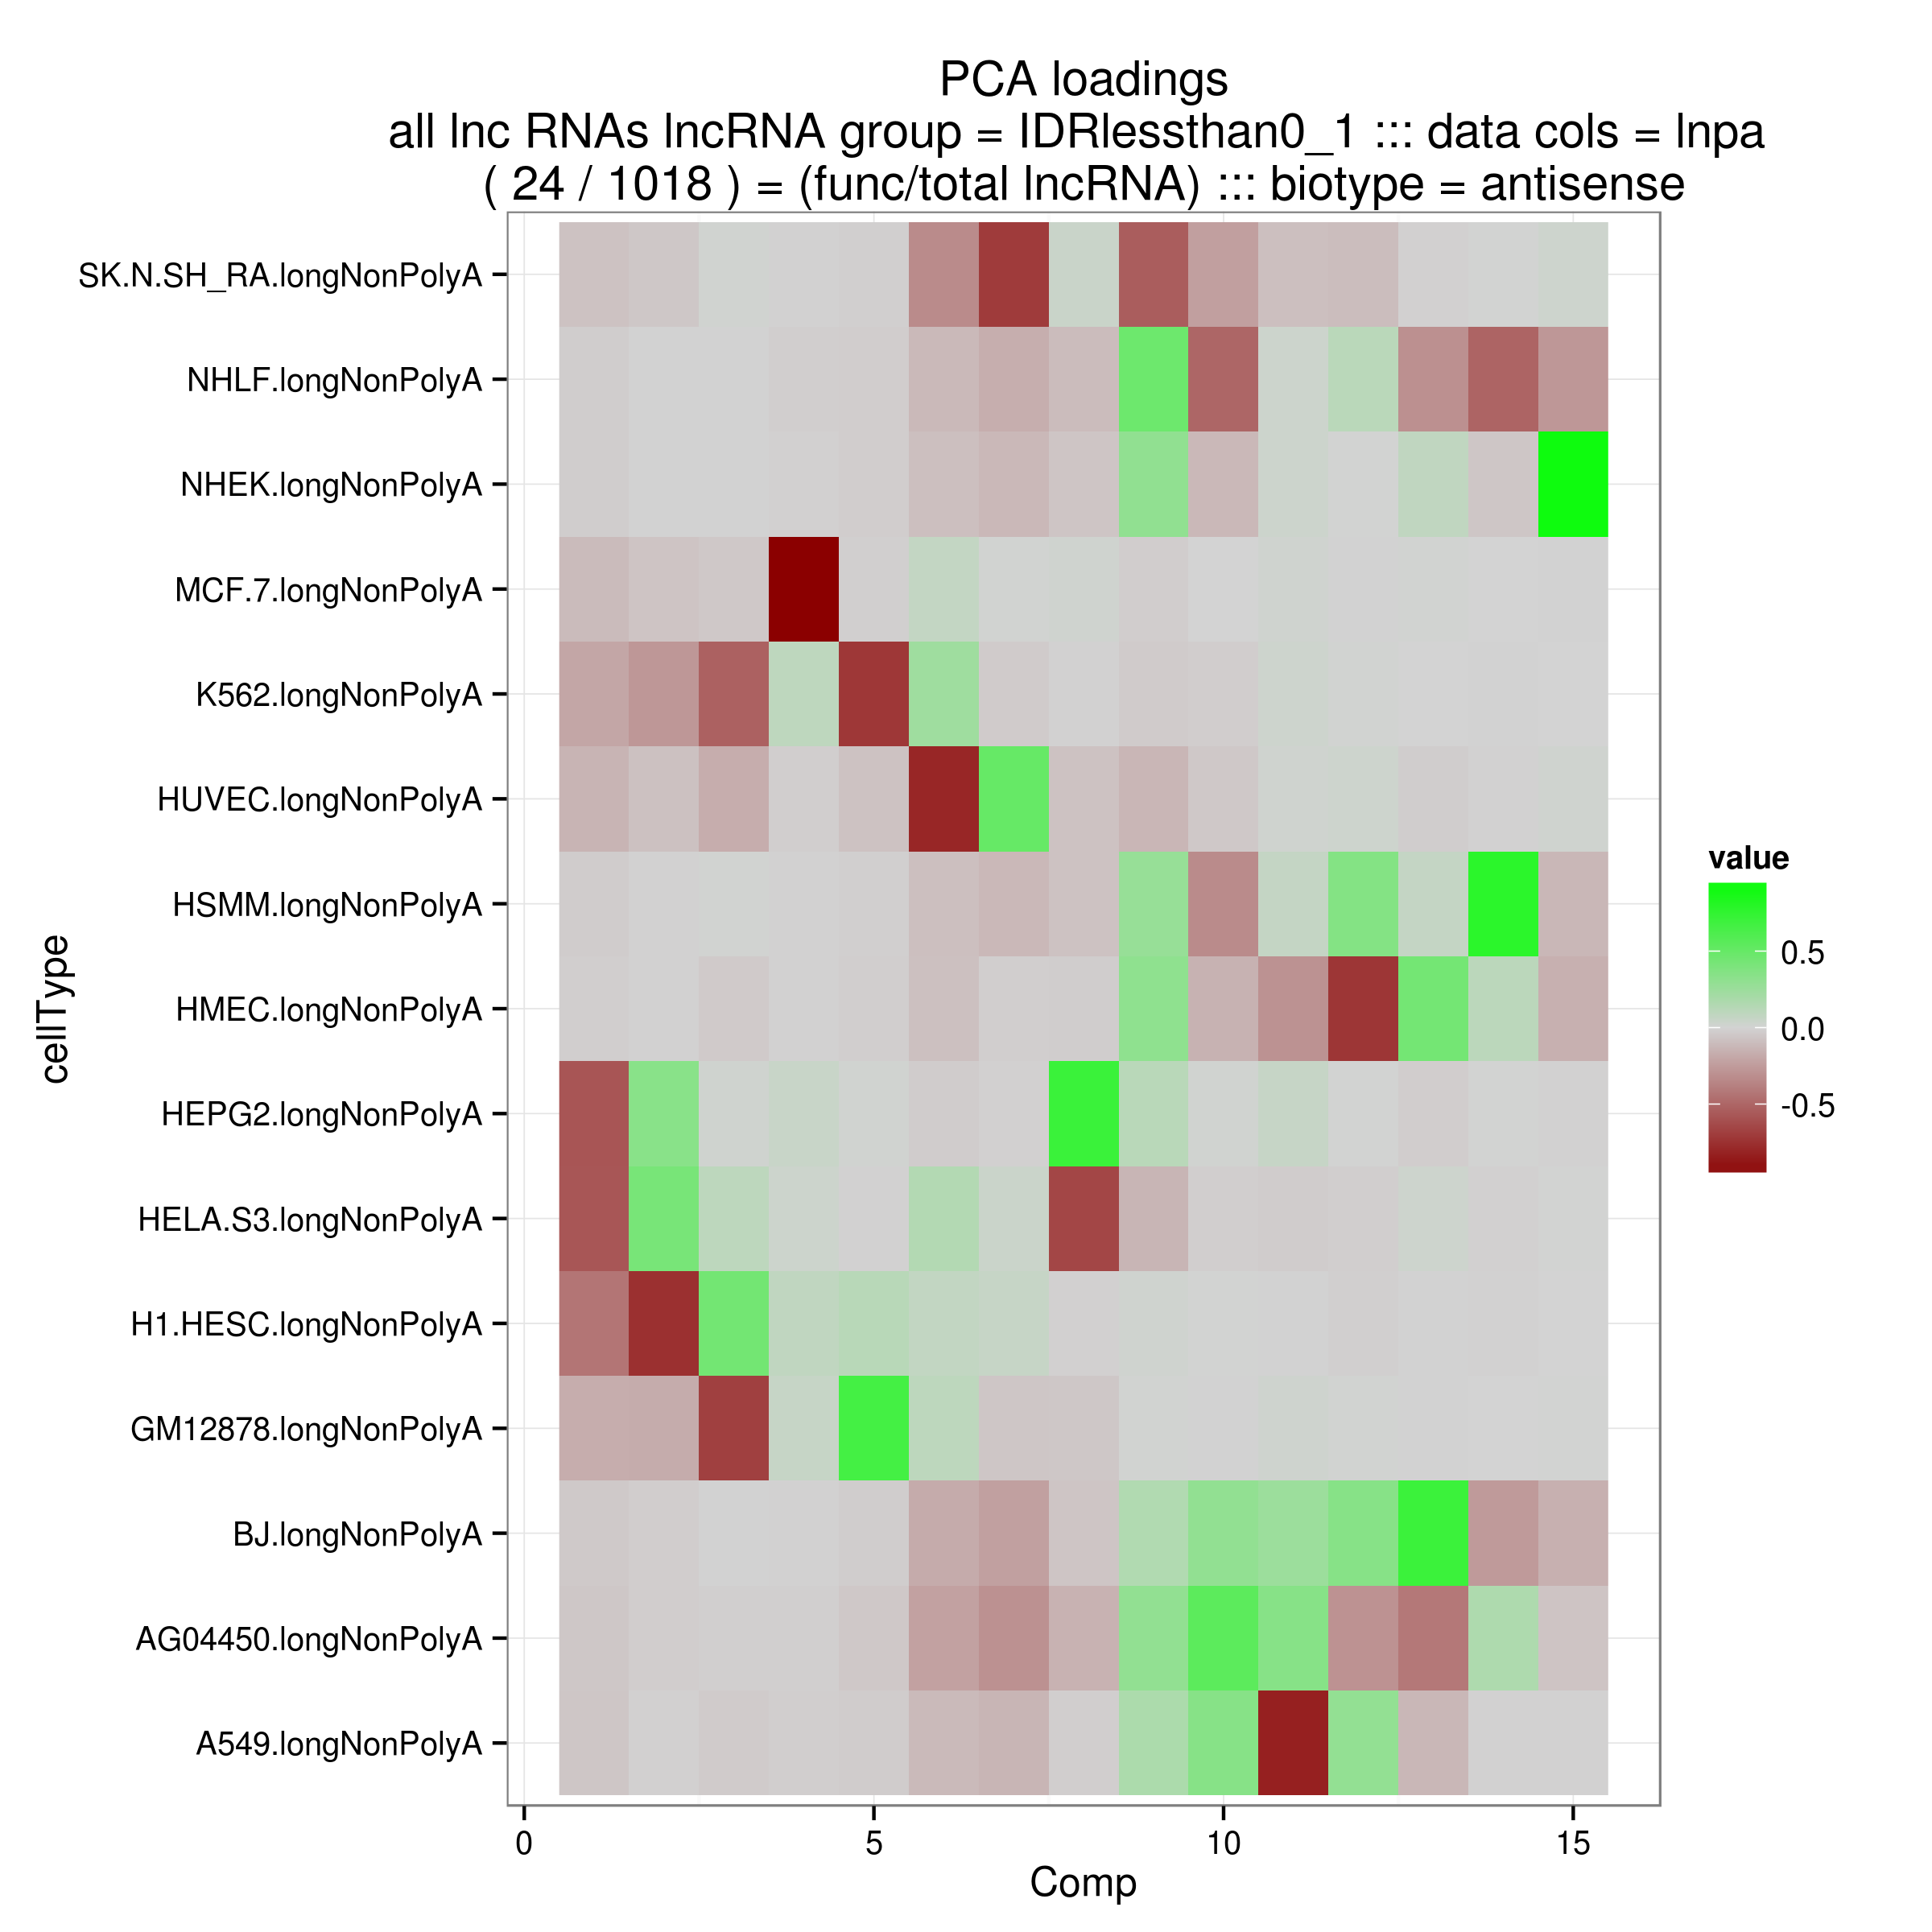 PCA loadings
all lnc RNAs lncRNA group = IDRlessthan0_1 ::: data cols = lnpa
( 24 / 1018 ) = (func/total lncRNA) ::: biotype = antisense
SK.N.SH_RA.longNonPolyA
NHLF.longNonPolyA
NHEK.longNonPolyA
MCF.7.longNonPolyA
K562.longNonPolyA
HUVEC.longNonPolyA
HSMM.longNonPolyA
HMEC.longNonPolyA
HEPG2.longNonPolyA
HELA.S3.longNonPolyA
H1.HESC.longNonPolyA
GM12878.longNonPolyA
BJ.longNonPolyA
AG04450.longNonPolyA
A549.longNonPolyA
cellType
0 5 10 15
Comp
value
0.5
0.0
-0.5